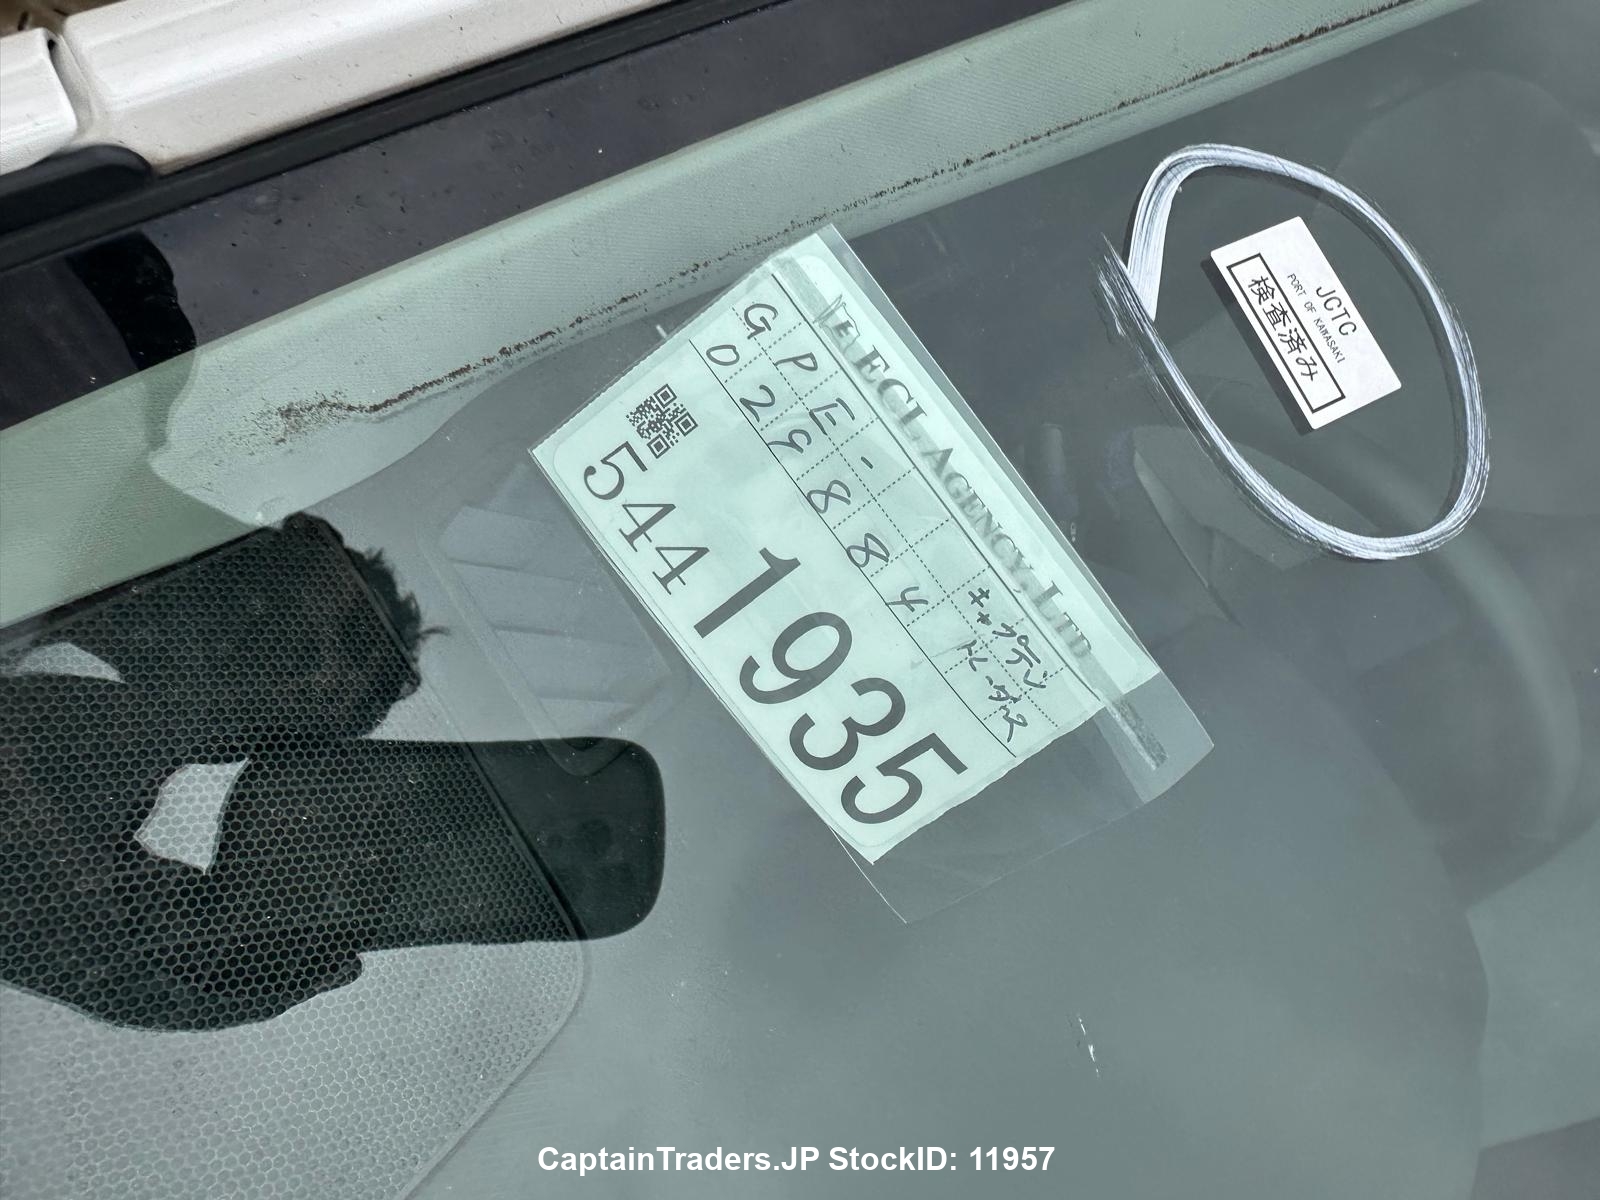 ECL AGENCY, LTD
GPE-
028884
キャプテン
トレーダース
544 1935
JCTC
PORT OF KAWASAKI
検査済み
CaptainTraders.JP StockID: 11957